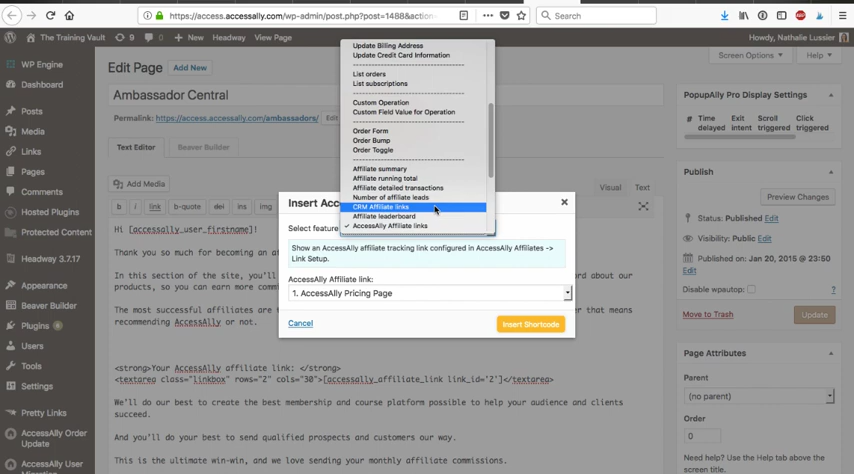 https://access.accessally.com/wp-admin/post.php?post=1488&action
Search
The Training Vault
9
0
New
Headway
View Page
Howdy, Nathalie Lussier
WP Engine
Dashboard
Posts
Media
Links
Pages
Comments
Hosted Plugins
Protected Content
Headway 3.7.17
Appearance
Beaver Builder
Plugins 6
Users
Tools
Settings
Pretty Links
AccessAlly Order
Update
AccessAlly User
Migration
Screen Options
Help
Edit Page
Add New
Ambassador Central
Permalink: https://access.accessally.com/ambassadors/
Edit
Text Editor
Beaver Builder
Add Media
Visual
Text
b
i
link
b-quote
del
ins
img
Hi [accessally_user_firstname]!
Thank you so much for becoming an af
In this section of the site, you'll
ord about our
products, so you can earn more comm
The most successful affiliates are t
er that means
recommending AccessAlly or not.
<strong>Your AccessAlly affiliate link: </strong>
<textarea class="linkbox" rows="2" cols="30">[accessally_affiliate_link link_id='2']</textarea>
We'll do our best to create the best membership and course platform possible to help your audience and clients
succeed.
And you'll do your best to send qualified prospects and customers our way.
This is the ultimate win-win, and we love sending your monthly affiliate commissions.
Update Billing Address
Update Credit Card Information
List orders
List subscriptions
Custom Operation
Custom Field Value for Operation
Order Form
Order Bump
Order Toggle
Affiliate summary
Affiliate running total
Affiliate detailed transactions
Number of affiliate leads
CRM Affiliate links
Affiliate leaderboard
✓ AccessAlly Affiliate links
Insert Acc
Select feature
Show an AccessAlly affiliate tracking link configured in AccessAlly Affiliates ->
Link Setup.
AccessAlly Affiliate link:
1. AccessAlly Pricing Page
Cancel
Insert Shortcode
PopupAlly Pro Display Settings
# Time delayed
Exit intent
Scroll triggered
Click triggered
Publish
Preview Changes
Status: Published Edit
Visibility: Public Edit
Published on: Jan 20, 2015 @ 23:50
Edit
Disable wpautop:
?
Move to Trash
Update
Page Attributes
Parent
(no parent)
Order
0
Need help? Use the Help tab above the
screen title.